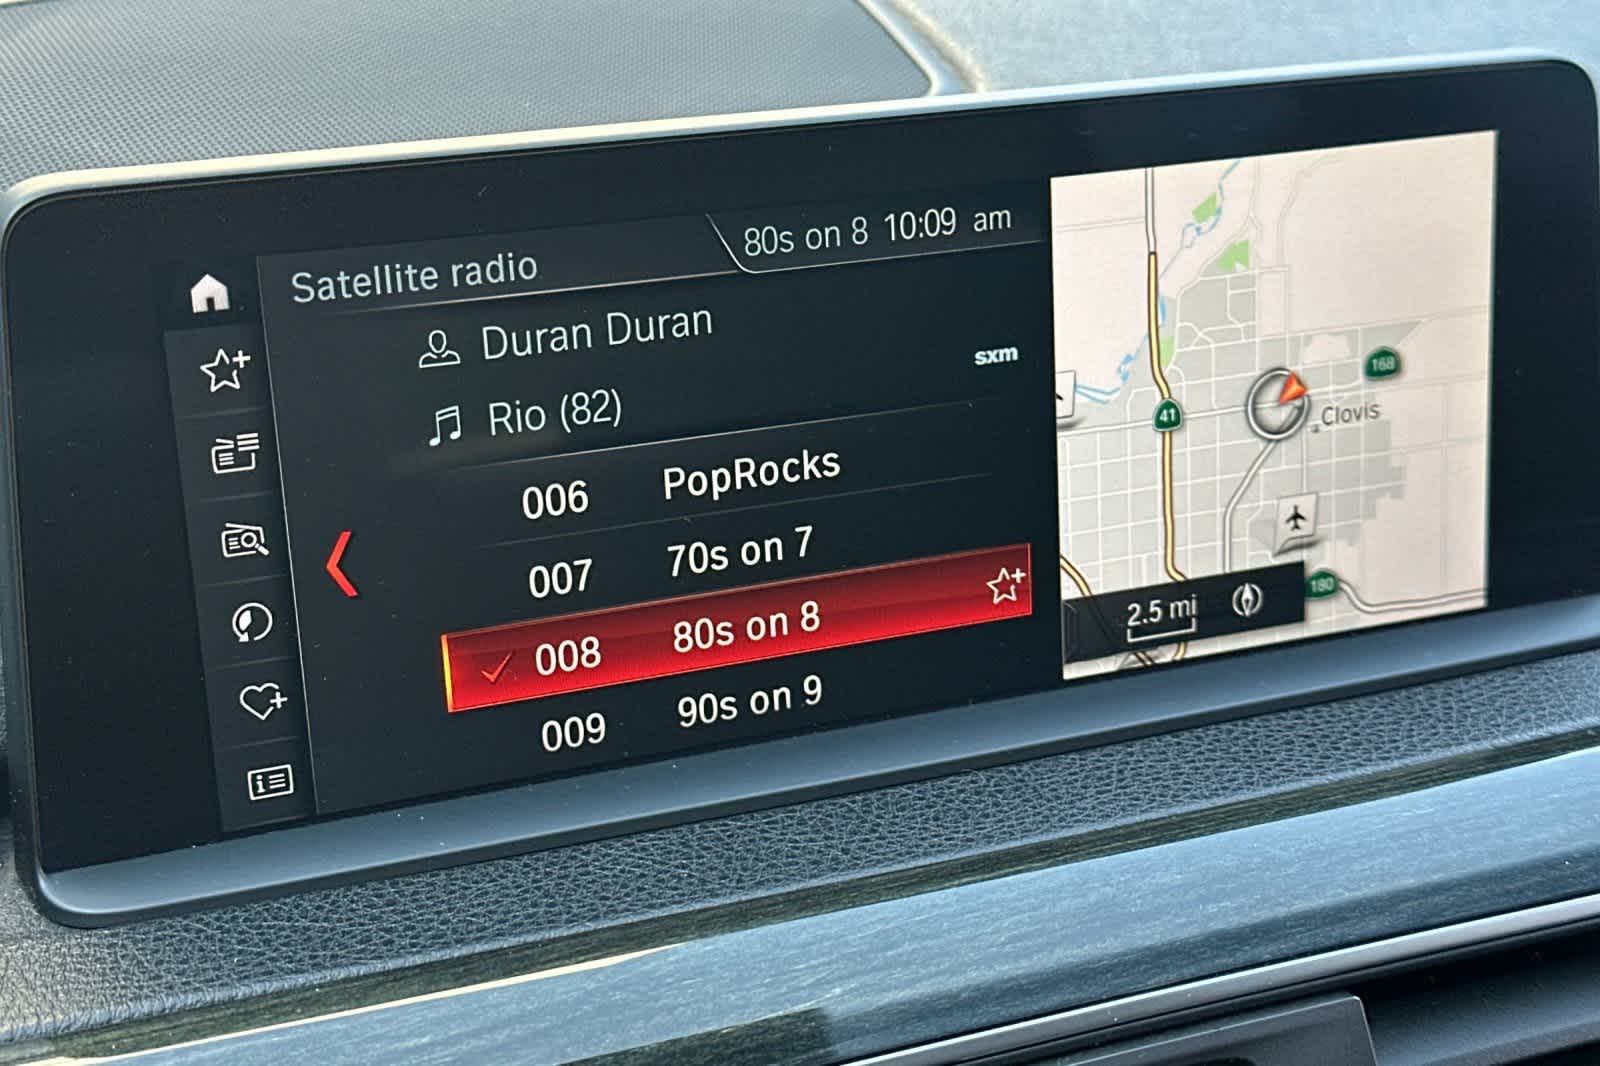 Satellite radio
80s on 8 10:09 am
Duran Duran
sxm
Rio (82)
006 PopRocks
007 70s on 7
008 80s on 8
009 90s on 9
168
41
Clovis
180
2.5 mi